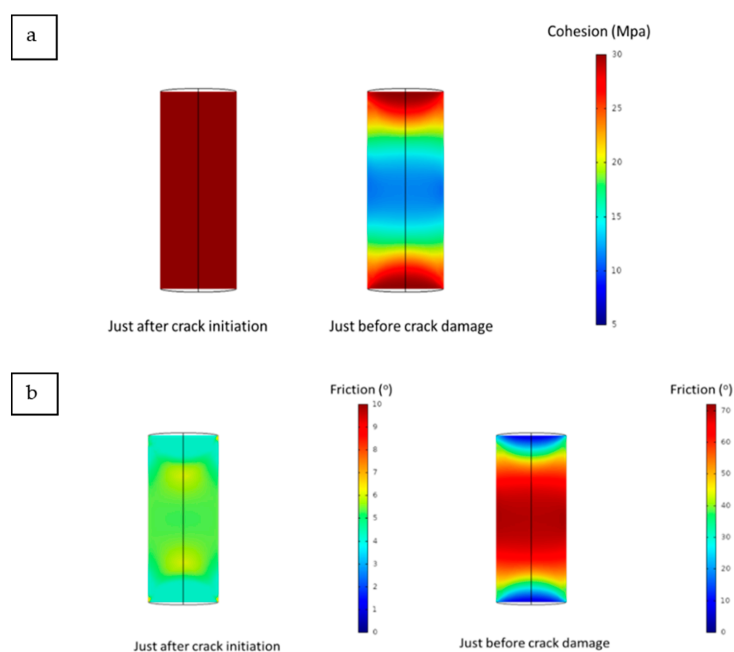 a
Cohesion (Mpa)
30
25
20
15
10
5
Just after crack initiation
Just before crack damage
b
Friction (°)
10
9
8
7
6
5
4
3
2
1
0
Friction (°)
70
60
50
40
30
20
10
0
Just after crack initiation
Just before crack damage